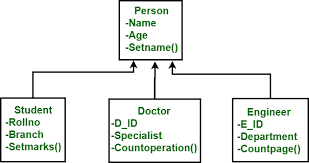 Person
-Name
-Age
-Setname()
Student
-Rollno
-Branch
-Setmarks()
Doctor
-D_ID
-Specialist
-Countoperation()
Engineer
-E_ID
-Department
-Countpage()